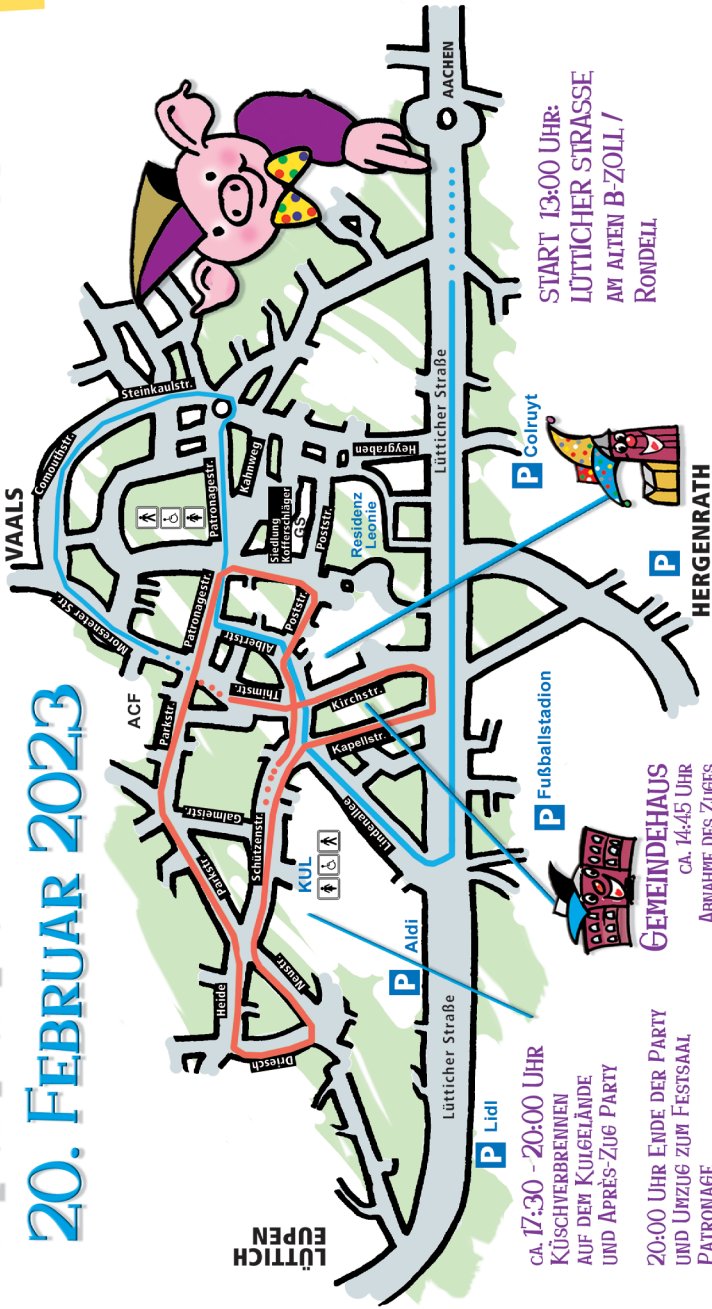 20. FEBRUAR 2023
VAALS
AACHEN
HERGENRATH
LÜTTICH
EUPEN
START 13:00 UHR:
LÜTTICHER STRASSE
AM ALTEN B-ZOLL /
RONDELL
Steinkaulstr.
Comouthstr.
Moresneter Str.
Patronagestr.
Kahnweg
Siedlung
Kofferschläger
GS
Poststr.
Heygraben
Residenz
Leonie
Lütticher Straße
P Colruyt
P
ACF
Parkstr.
Patronagestr.
Albertstr
Poststr.
Thimstr.
Kirchstr.
Kapellstr.
Galmeistr.
Schützenstr.
Lindenallee
Parkstr.
KUL
Heide
Neustr.
Driesch
P Fußballstadion
P Aldi
Lütticher Straße
P Lidl
GEMEINDEHAUS
CA. 14:45 UHR
ABNAHME DES ZUGES
CA. 17:30 - 20:00 UHR
KÜSCHVERBRENNEN
AUF DEM KULGELÄNDE
UND APRÈS-ZUG PARTY
20:00 UHR ENDE DER PARTY
UND UMZUG ZUM FESTSAAL
PATRONAGE